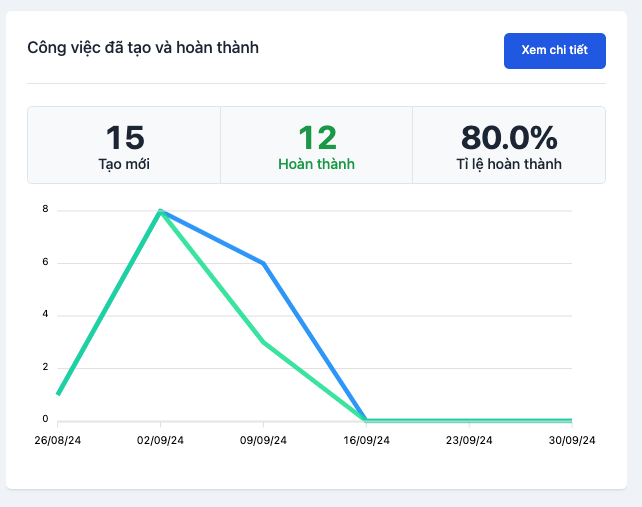 Công việc đã tạo và hoàn thành
Xem chi tiết
15
Tạo mới
12
Hoàn thành
80.0%
Tỉ lệ hoàn thành
8
6
4
2
0
26/08/24
02/09/24
09/09/24
16/09/24
23/09/24
30/09/24